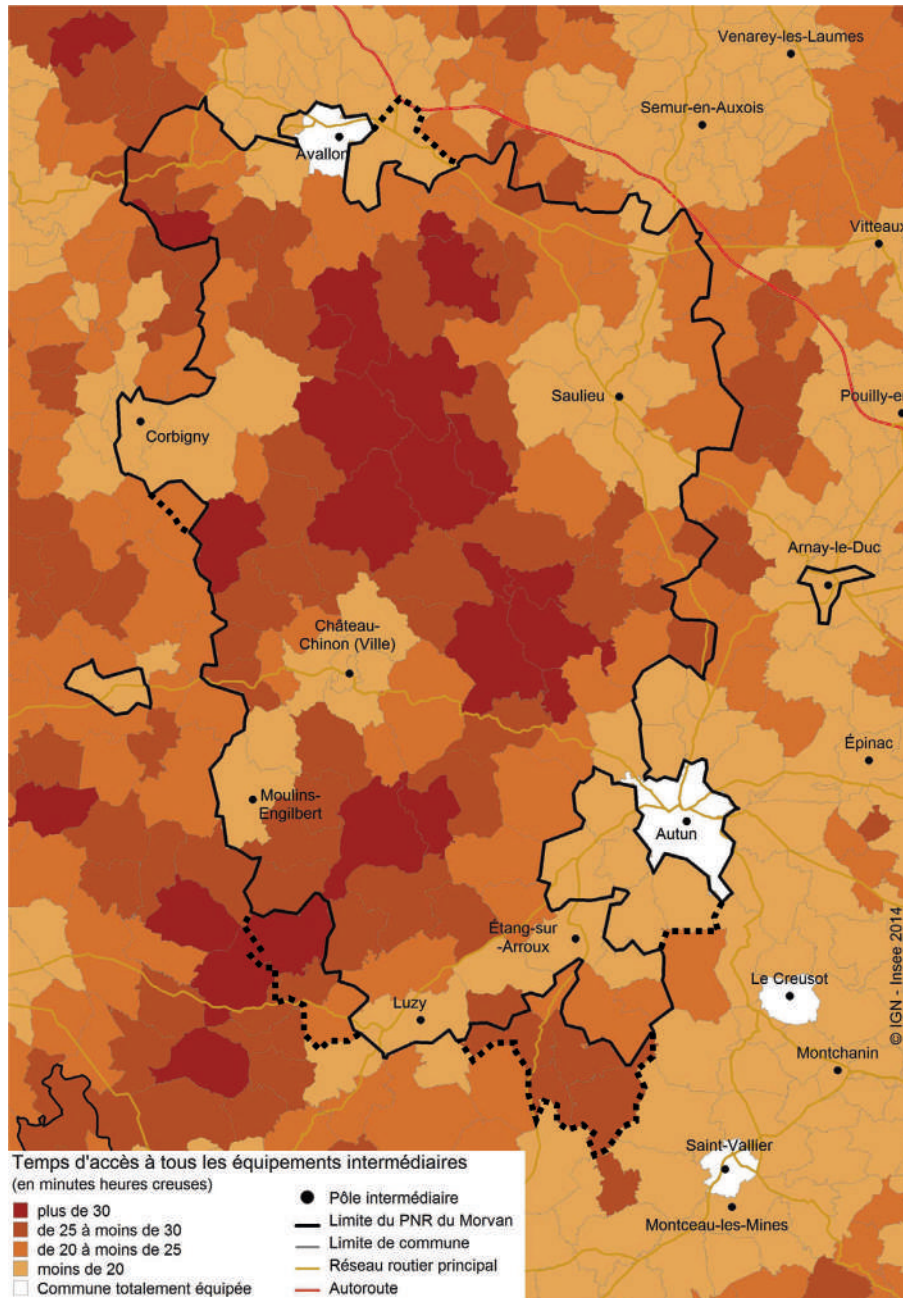 Venarey-les-Laumes
Semur-en-Auxois
Avallon
Vitteaux
Saulieu
Pouilly-e
Corbigny
Arnay-le-Duc
Château-
Chinon (Ville)
Épinac
Moulins-
Engilbert
Autun
Étang-sur
-Arroux
Le Creusot
Luzy
Montchanin
Saint-Vallier
Montceau-les-Mines
© IGN - Insee 2014
Temps d'accès à tous les équipements intermédiaires
(en minutes heures creuses)
plus de 30
de 25 à moins de 30
de 20 à moins de 25
moins de 20
Commune totalement équipée
Pôle intermédiaire
Limite du PNR du Morvan
Limite de commune
Réseau routier principal
Autoroute